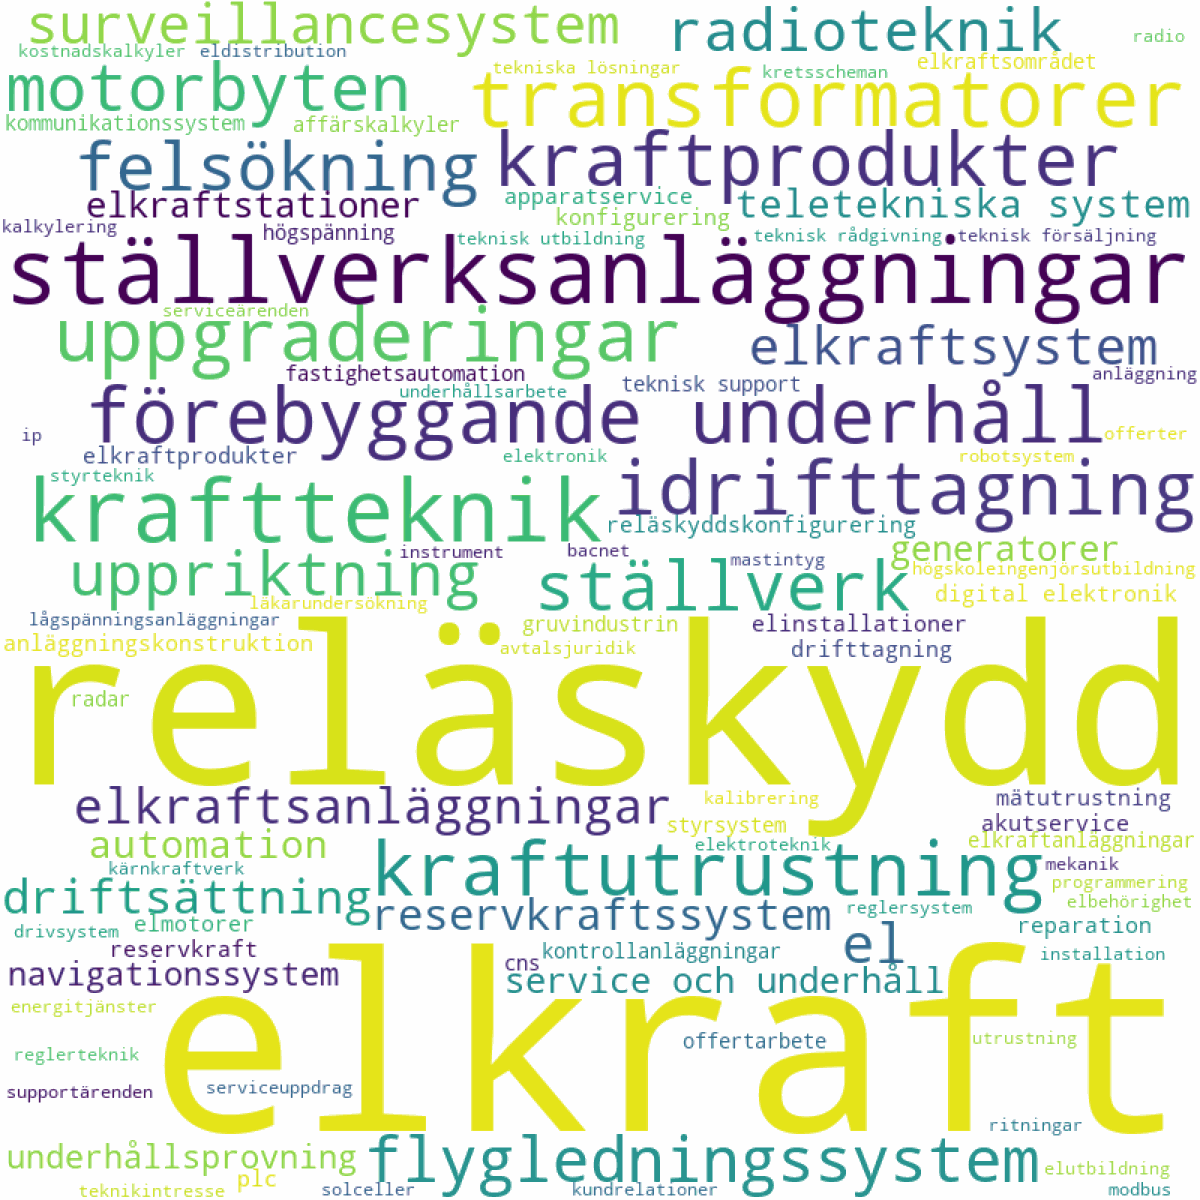 surveillancesystem
radioteknik
radio
kostnadskalkyler
eldistribution
tekniska lösningar
kretsscheman
elkraftsområdet
motorbyten
transformatorer
kommunikationssystem
affärskalkyler
felsökning
kraftprodukter
elkraftstationer
apparatservice
teletekniska system
konfigurering
kalkylering
högspänning
teknisk utbildning
teknisk rådgivning
teknisk försäljning
ställverksanläggningar
serviceärenden
uppgraderingar
elkraftsystem
fastighetsautomation
teknisk support
anläggning
underhållsarbete
förebyggande underhåll
ip
offerter
elkraftprodukter
elektronik
robotsystem
styrteknik
idrifttagning
kraftteknik
reläskyddskonfigurering
instrument
bacnet
mastintyg
generatorer
uppriktning
ställverk
högskoleingenjörsutbildning
läkarundersökning
digital elektronik
lågspänningsanläggningar
gruvindustrin
elinstallationer
anläggningskonstruktion
avtalsjuridik
drifttagning
reläskydd
radar
elkraftsanläggningar
kalibrering
mätutrustning
styrsystem
akutservice
automation
elektroteknik
elkraftanläggningar
kärnkraftverk
kraftutrustning
mekanik
driftsättning
programmering
elbehörighet
reservkraftssystem
reglersystem
elmotorer
drivsystem
el
reparation
reservkraft
kontrollanläggningar
installation
navigationssystem
cns
service och underhåll
energitjänster
elkraft
offertarbete
utrustning
reglerteknik
supportärenden
serviceuppdrag
ritningar
underhållsprovning
flygledningssystem
elutbildning
plc
teknikintresse
solceller
kundrelationer
modbus